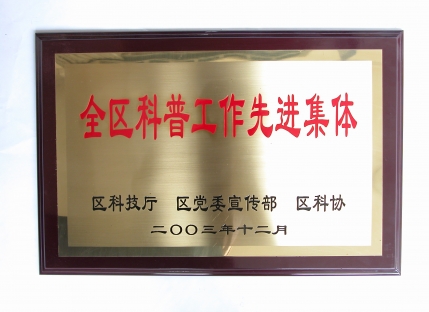 全区科普工作先进集体
区科技厅 区党委宣传部 区科协
二〇〇三年十二月